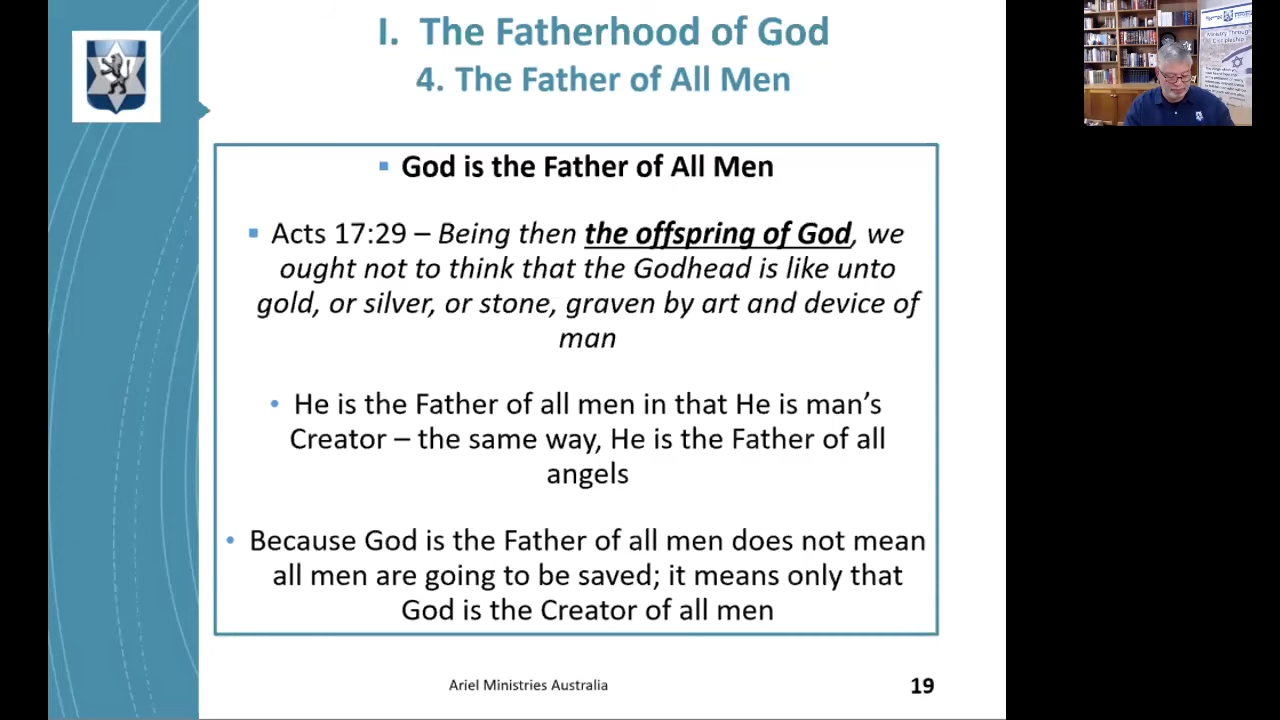 I. The Fatherhood of God
4. The Father of All Men
▪ God is the Father of All Men
▪ Acts 17:29 – Being then the offspring of God, we
ought not to think that the Godhead is like unto
gold, or silver, or stone, graven by art and device of
man
• He is the Father of all men in that He is man’s
Creator – the same way, He is the Father of all
angels
• Because God is the Father of all men does not mean
all men are going to be saved; it means only that
God is the Creator of all men
Ariel Ministries Australia
19
Ministry Through
Discipleship